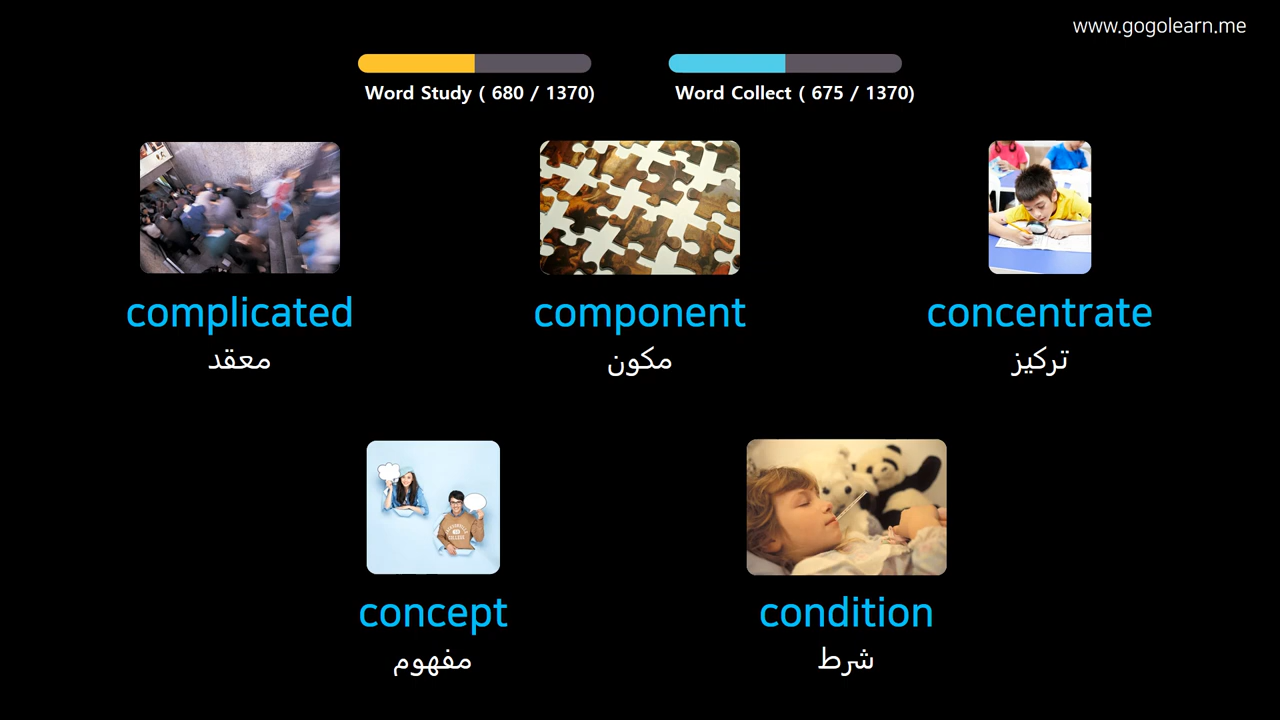 www.gogolearn.me
Word Study ( 680 / 1370)
Word Collect ( 675 / 1370)
complicated
معقد
component
مكون
concentrate
تركيز
concept
مفهوم
condition
شرط